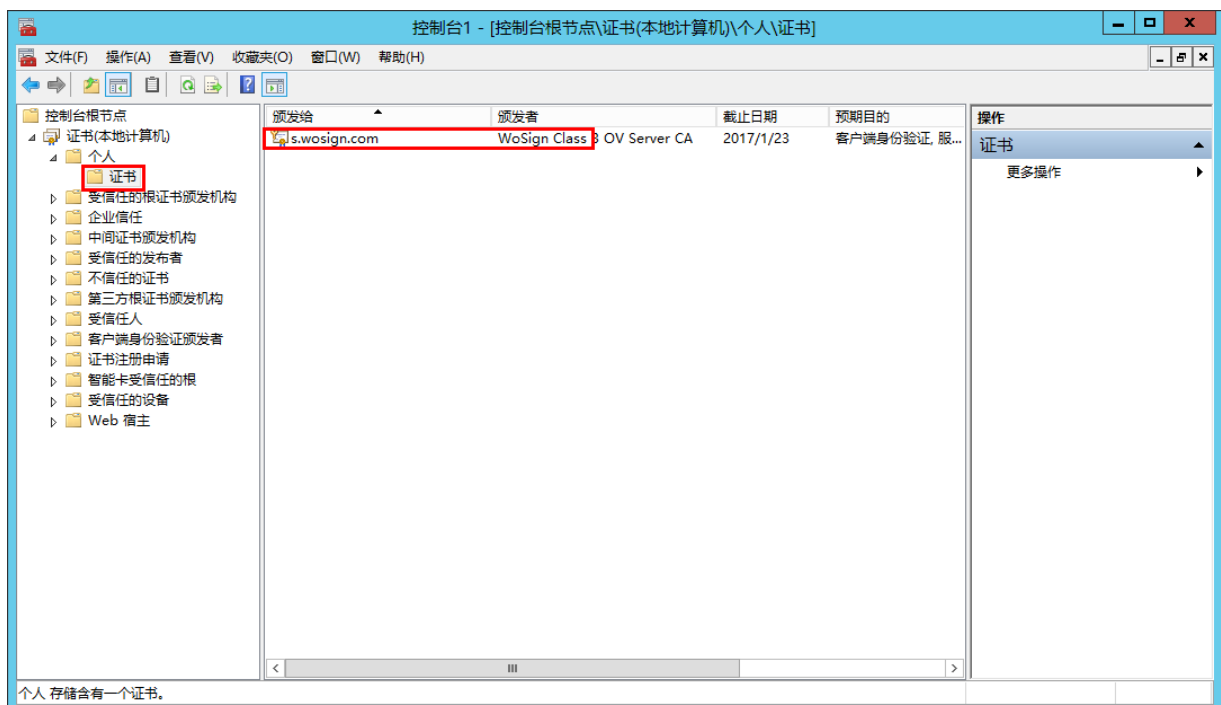 控制台1 - [控制台根节点\证书(本地计算机)\个人\证书]
文件(F) 操作(A) 查看(V) 收藏夹(O) 窗口(W) 帮助(H)
控制台根节点
证书(本地计算机)
个人
证书
受信任的根证书颁发机构
企业信任
中间证书颁发机构
受信任的发布者
不信任的证书
第三方根证书颁发机构
受信任人
客户端身份验证颁发者
证书注册申请
智能卡受信任的根
受信任的设备
Web 宿主
颁发给 颁发者 截止日期 预期目的
s.wosign.com WoSign Class 3 OV Server CA 2017/1/23 客户端身份验证, 服...
操作
证书
更多操作
个人 存储含有一个证书。